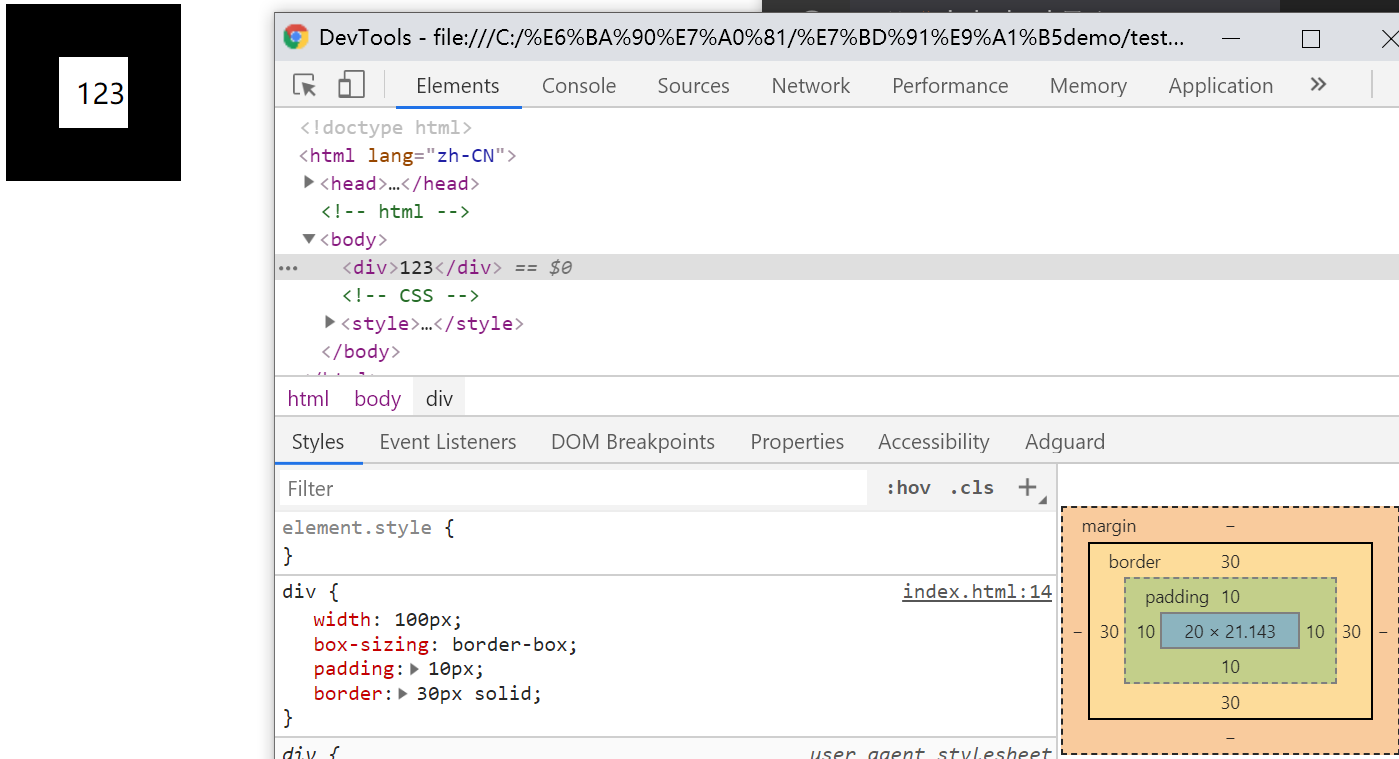 123
DevTools - file:///C:/%E6%BA%90%E7%A0%81/%E7%BD%91%E9%A1%B5demo/test...
Elements Console Sources Network Performance Memory Application »
<!doctype html>
<html lang="zh-CN">
<head>…</head>
<!-- html -->
<body>
<div>123</div> == $0
<!-- CSS -->
<style>…</style>
</body>
html body div
Styles Event Listeners DOM Breakpoints Properties Accessibility Adguard
Filter :hov .cls +
element.style {
}
div { index.html:14
width: 100px;
box-sizing: border-box;
padding: 10px;
border: 30px solid;
}
div { user agent stylesheet
margin –
border 30
padding 10
– 30 10 20 × 21.143 10 30 –
10
30
–